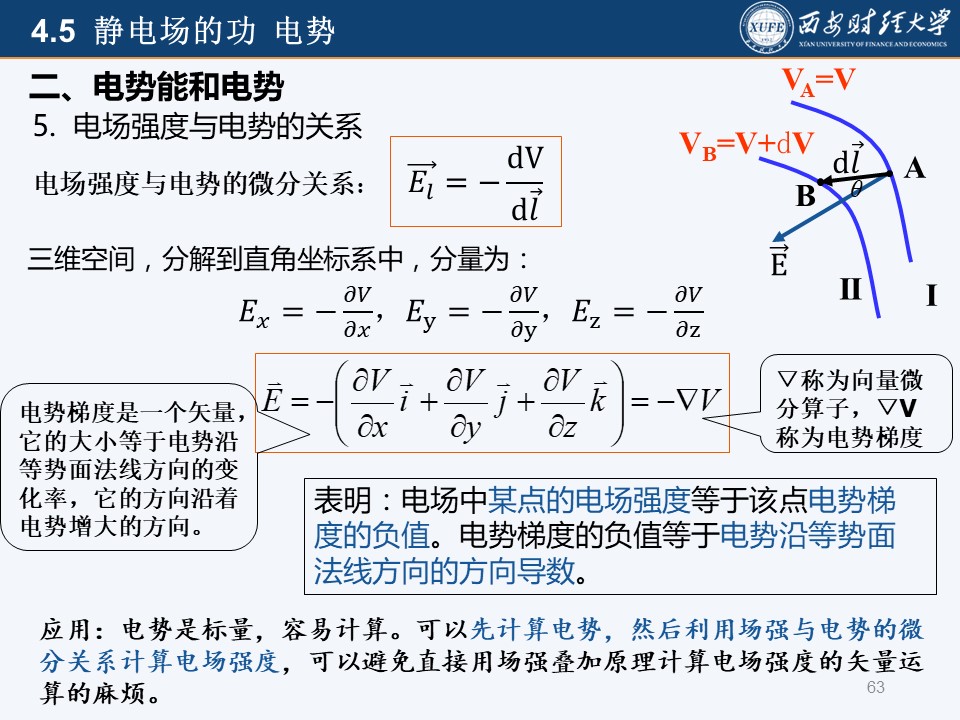 4.5 静电场的功 电势
XUFE
西安财经大学
XI'AN UNIVERSITY OF FINANCE AND ECONOMICS
二、电势能和电势
5. 电场强度与电势的关系
电场强度与电势的微分关系：
$\overrightarrow{E_l} = -\frac{\mathrm{dV}}{\mathrm{d}\vec{l}}$
V_A=V
V_B=V+dV
$\mathrm{d}\vec{l}$
θ
A
B
$\vec{\mathrm{E}}$
II
I
三维空间，分解到直角坐标系中，分量为：
$E_x = -\frac{\partial V}{\partial x}$， $E_\mathrm{y} = -\frac{\partial V}{\partial \mathrm{y}}$， $E_\mathrm{z} = -\frac{\partial V}{\partial \mathrm{z}}$
$\vec{E} = -\left(\frac{\partial V}{\partial x}\vec{i} + \frac{\partial V}{\partial y}\vec{j} + \frac{\partial V}{\partial z}\vec{k}\right) = -\nabla V$
▽称为向量微
分算子，▽V
称为电势梯度
电势梯度是一个矢量，
它的大小等于电势沿
等势面法线方向的变
化率，它的方向沿着
电势增大的方向。
表明：电场中某点的电场强度等于该点电势梯
度的负值。电势梯度的负值等于电势沿等势面
法线方向的方向导数。
应用：电势是标量，容易计算。可以先计算电势，然后利用场强与电势的微
分关系计算电场强度，可以避免直接用场强叠加原理计算电场强度的矢量运
算的麻烦。
63